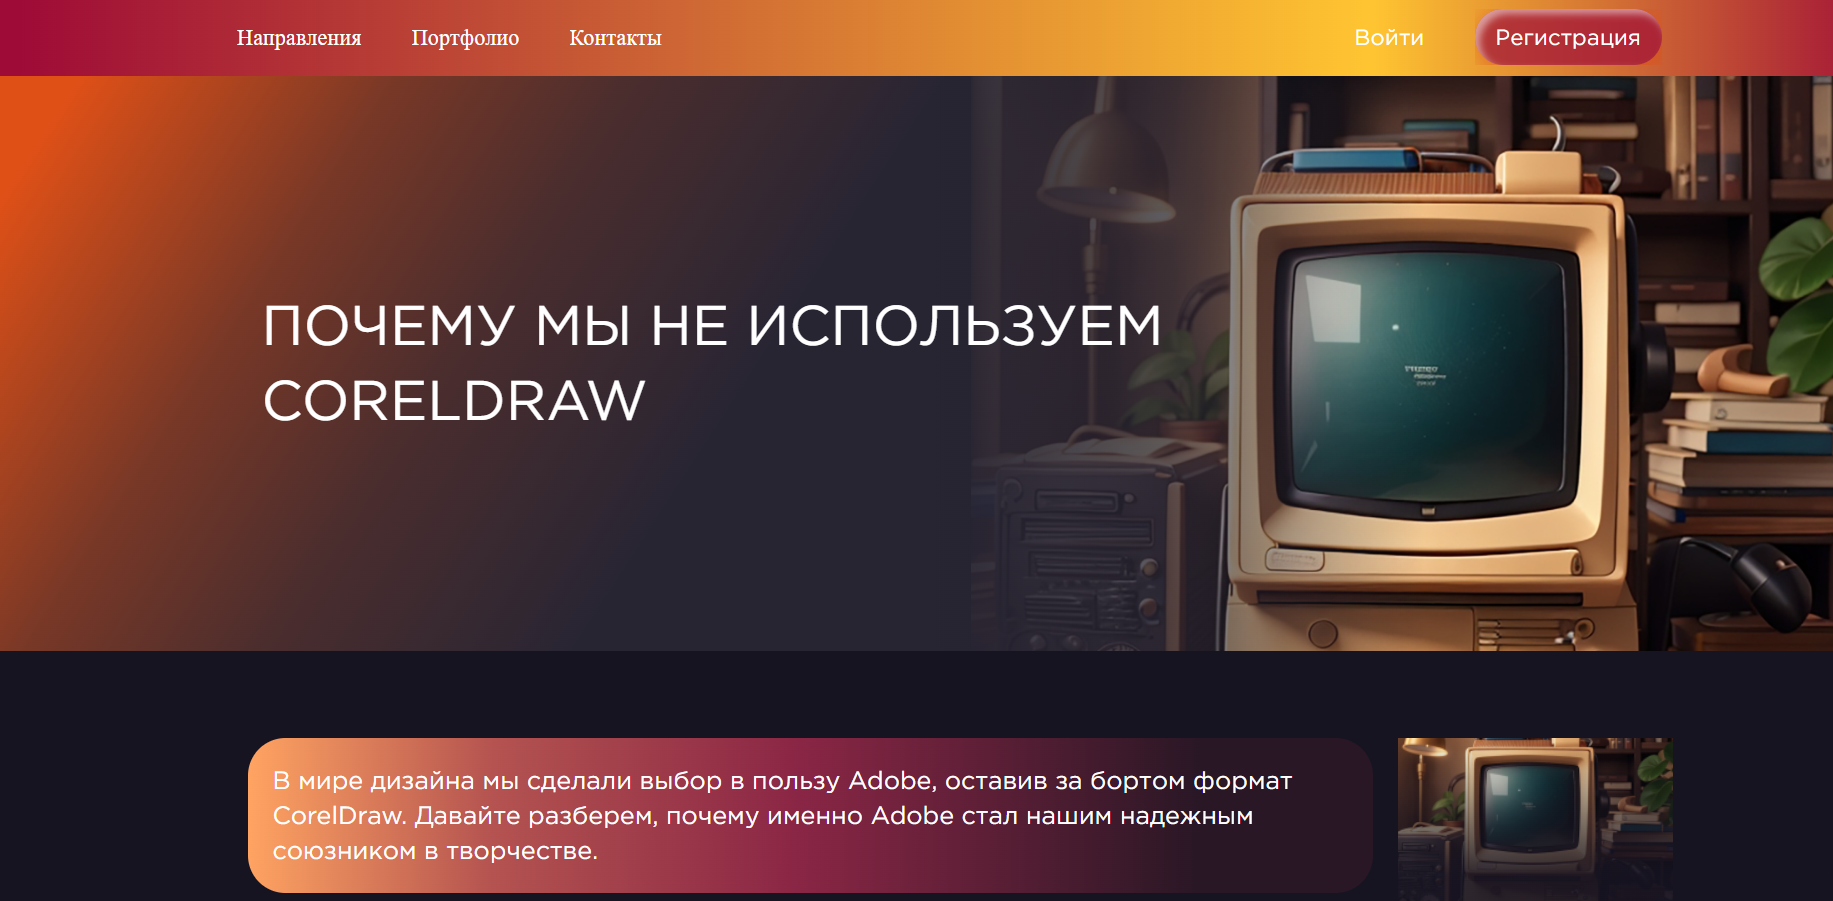 Направления Портфолио Контакты Войти Регистрация
ПОЧЕМУ МЫ НЕ ИСПОЛЬЗУЕМ
CORELDRAW
В мире дизайна мы сделали выбор в пользу Adobe, оставив за бортом формат
CorelDraw. Давайте разберем, почему именно Adobe стал нашим надежным
союзником в творчестве.